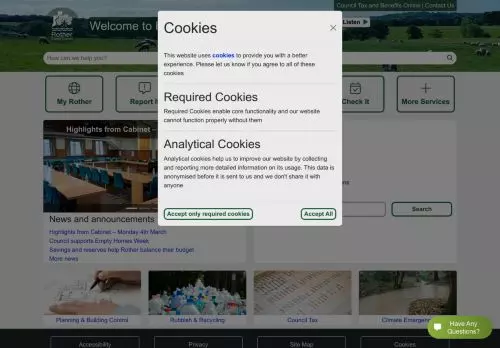 Council Tax and Benefits Online | Contact Us
Rother
Welcome to
Listen
How can we help you?
My Rother
Report
Check It
More Services
Cookies
×
This website uses cookies to provide you with a better
experience. Please let us know if you agree to all of these
cookies
Required Cookies
Required Cookies enable core functionality and our website
cannot function properly without them
Analytical Cookies
Analytical cookies help us to improve our website by collecting
and reporting more detailed information on its usage. This data is
anonymised before it is sent to us and we don't share it with
anyone
Accept only required cookies
Accept All
Highlights from Cabinet –
Search
News and announcements
Highlights from Cabinet – Monday 4th March
Council supports Empty Homes Week
Savings and reserves help Rother balance their budget
More news
Planning & Building Control
Rubbish & Recycling
Council Tax
Climate Emergency
Have Any
Questions?
Accessibility
Privacy
Site Map
Cookies